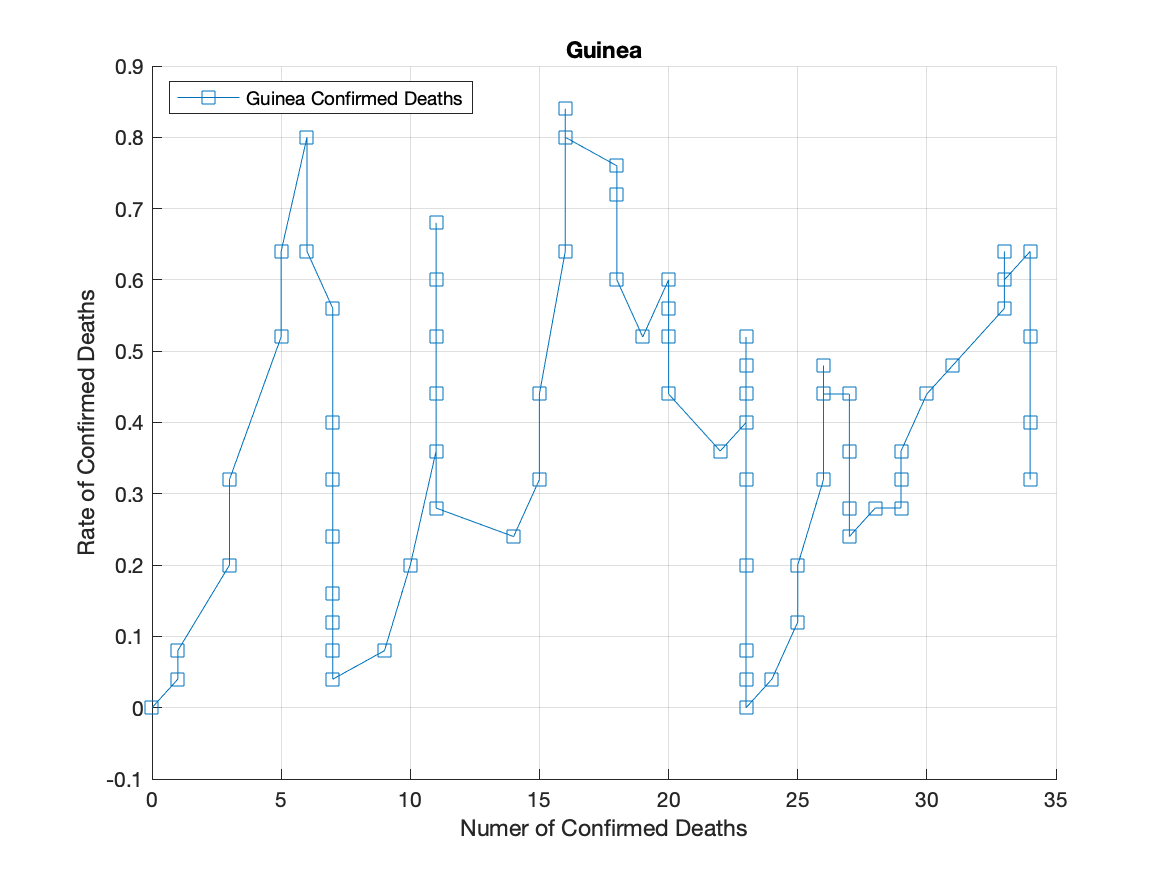 Guinea
Guinea Confirmed Deaths
0.9
0.8
0.7
0.6
0.5
0.4
0.3
0.2
0.1
0
-0.1
Rate of Confirmed Deaths
0 5 10 15 20 25 30 35
Numer of Confirmed Deaths